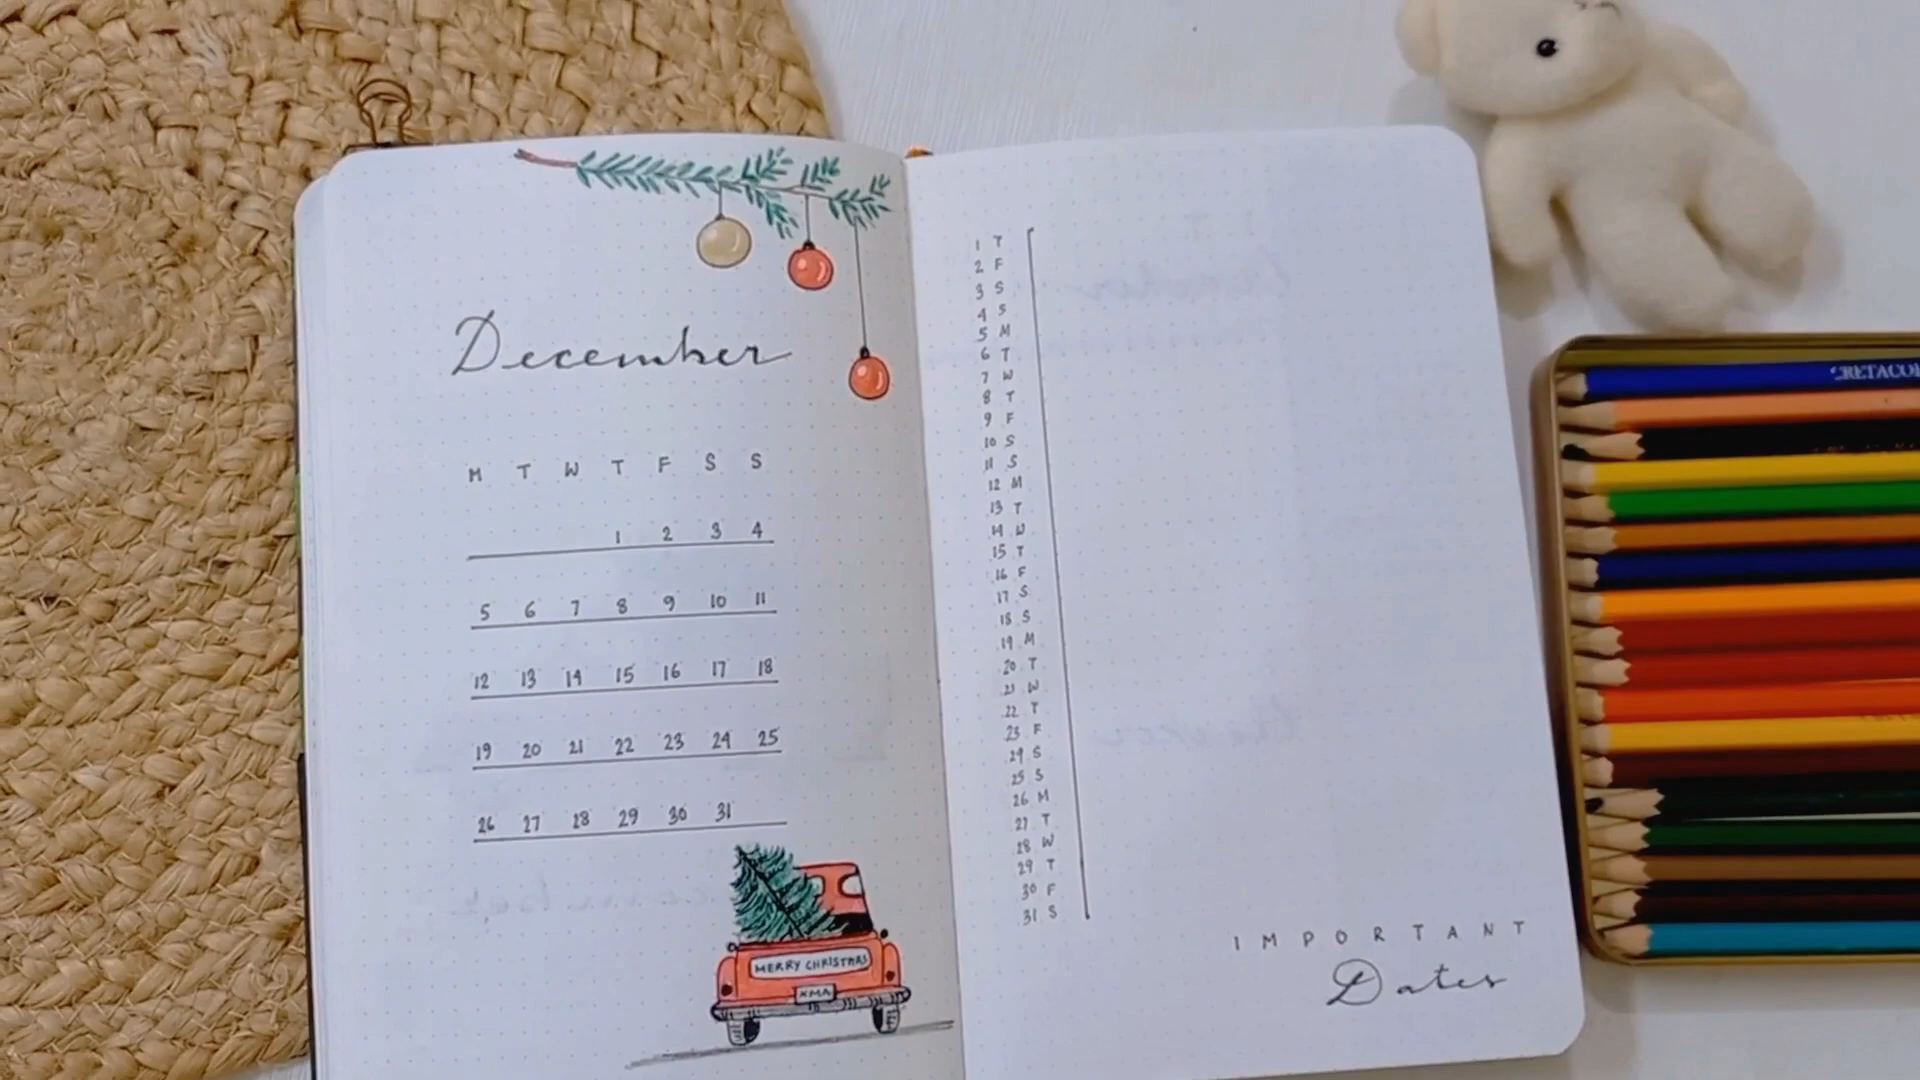 December
M T W T F S S
1 2 3 4
5 6 7 8 9 10 11
12 13 14 15 16 17 18
19 20 21 22 23 24 25
26 27 28 29 30 31
MERRY CHRISTMAS
XMA
1 T
2 F
3 S
4 S
5 M
6 T
7 W
8 T
9 F
10 S
11 S
12 M
13 T
14 W
15 T
16 F
17 S
18 S
19 M
20 T
21 W
22 T
23 F
24 S
25 S
26 M
27 T
28 W
29 T
30 F
31 S
IMPORTANT
Dates